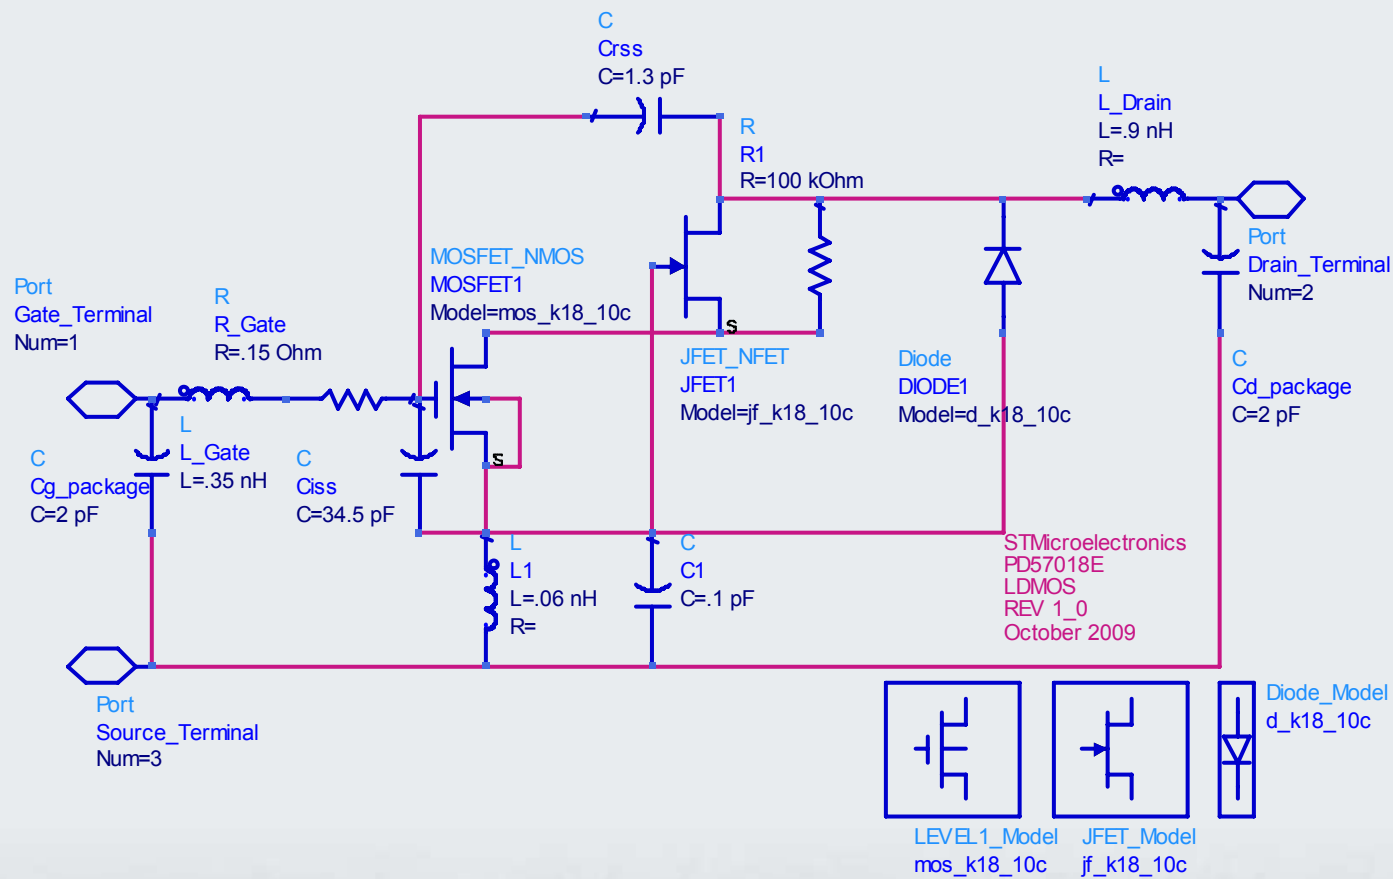 C
Crss
C=1.3 pF
L
L_Drain
L=.9 nH
R=
R
R1
R=100 kOhm
Port
Drain_Terminal
Num=2
MOSFET_NMOS
MOSFET1
Model=mos_k18_10c
Port
Gate_Terminal
Num=1
R
R_Gate
R=.15 Ohm
S
JFET_NFET
JFET1
Model=jf_k18_10c
Diode
DIODE1
Model=d_k18_10c
C
Cd_package
C=2 pF
L
L_Gate
L=.35 nH
C
Cg_package
C=2 pF
C
Ciss
C=34.5 pF
S
L
L1
L=.06 nH
R=
C
C1
C=.1 pF
STMicroelectronics
PD57018E
LDMOS
REV 1_0
October 2009
Port
Source_Terminal
Num=3
Diode_Model
d_k18_10c
LEVEL1_Model
mos_k18_10c
JFET_Model
jf_k18_10c